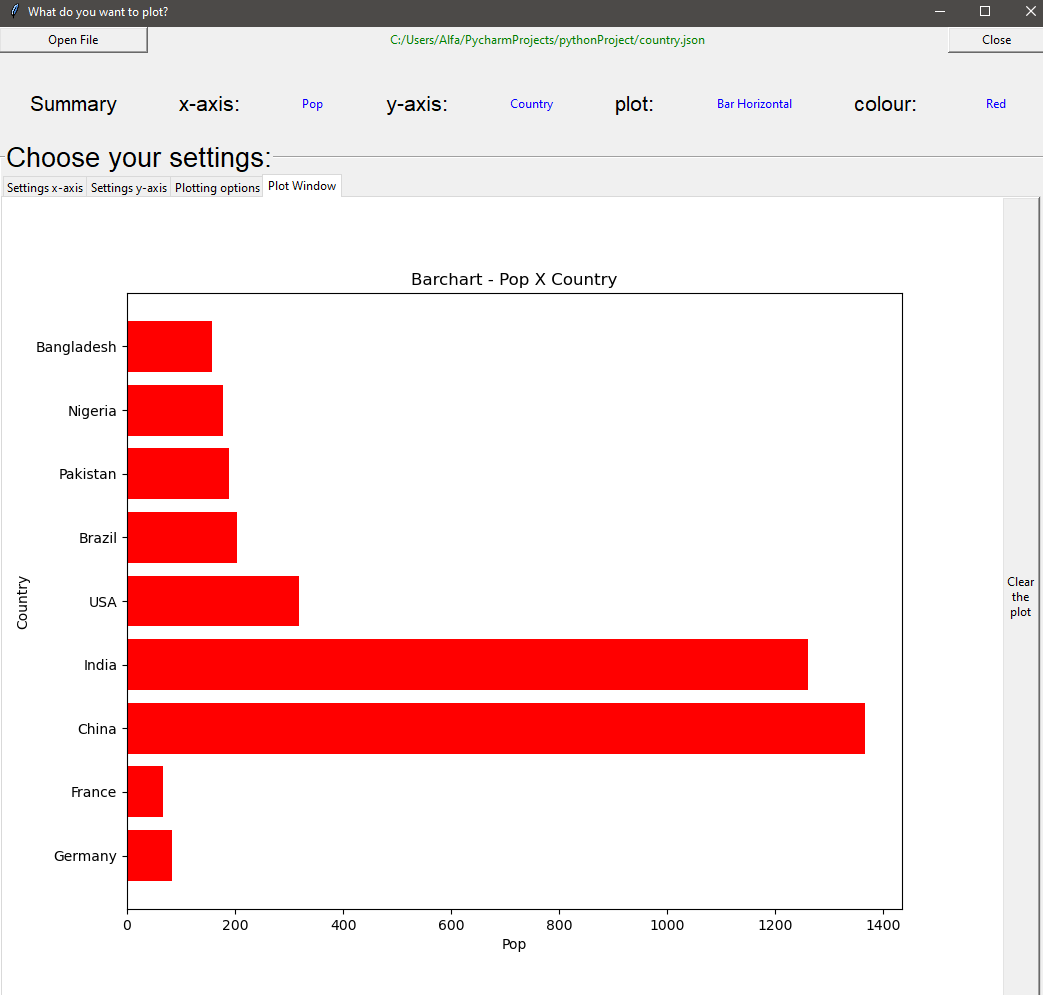 What do you want to plot?
Open File C:/Users/Alfa/PycharmProjects/pythonProject/country.json Close
Summary x-axis: Pop y-axis: Country plot: Bar Horizontal colour: Red
Choose your settings:
Settings x-axis Settings y-axis Plotting options Plot Window
Barchart - Pop X Country
Bangladesh
Nigeria
Pakistan
Brazil
USA
India
China
France
Germany
Country
0 200 400 600 800 1000 1200 1400
Pop
Clear
the
plot